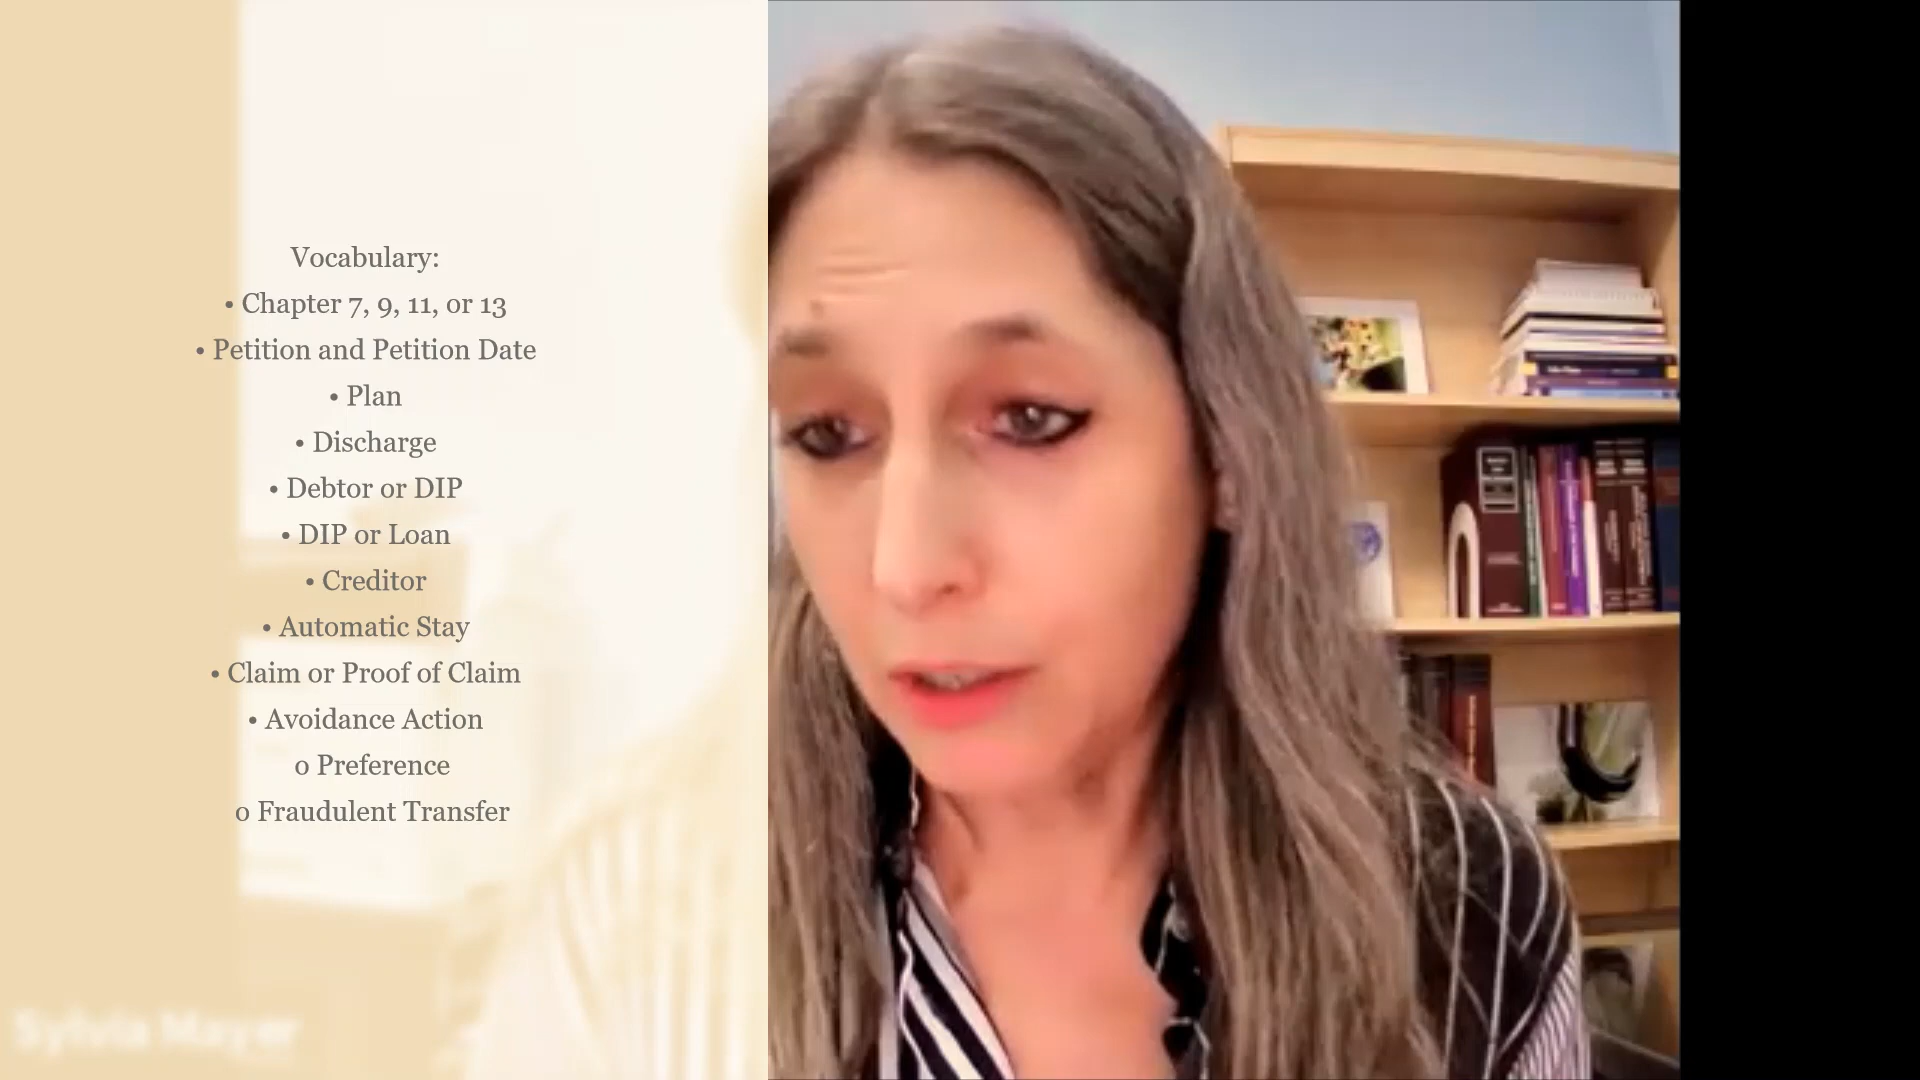 Vocabulary:
• Chapter 7, 9, 11, or 13
• Petition and Petition Date
• Plan
• Discharge
• Debtor or DIP
• DIP or Loan
• Creditor
• Automatic Stay
• Claim or Proof of Claim
• Avoidance Action
o Preference
o Fraudulent Transfer
Sylvia Mayer